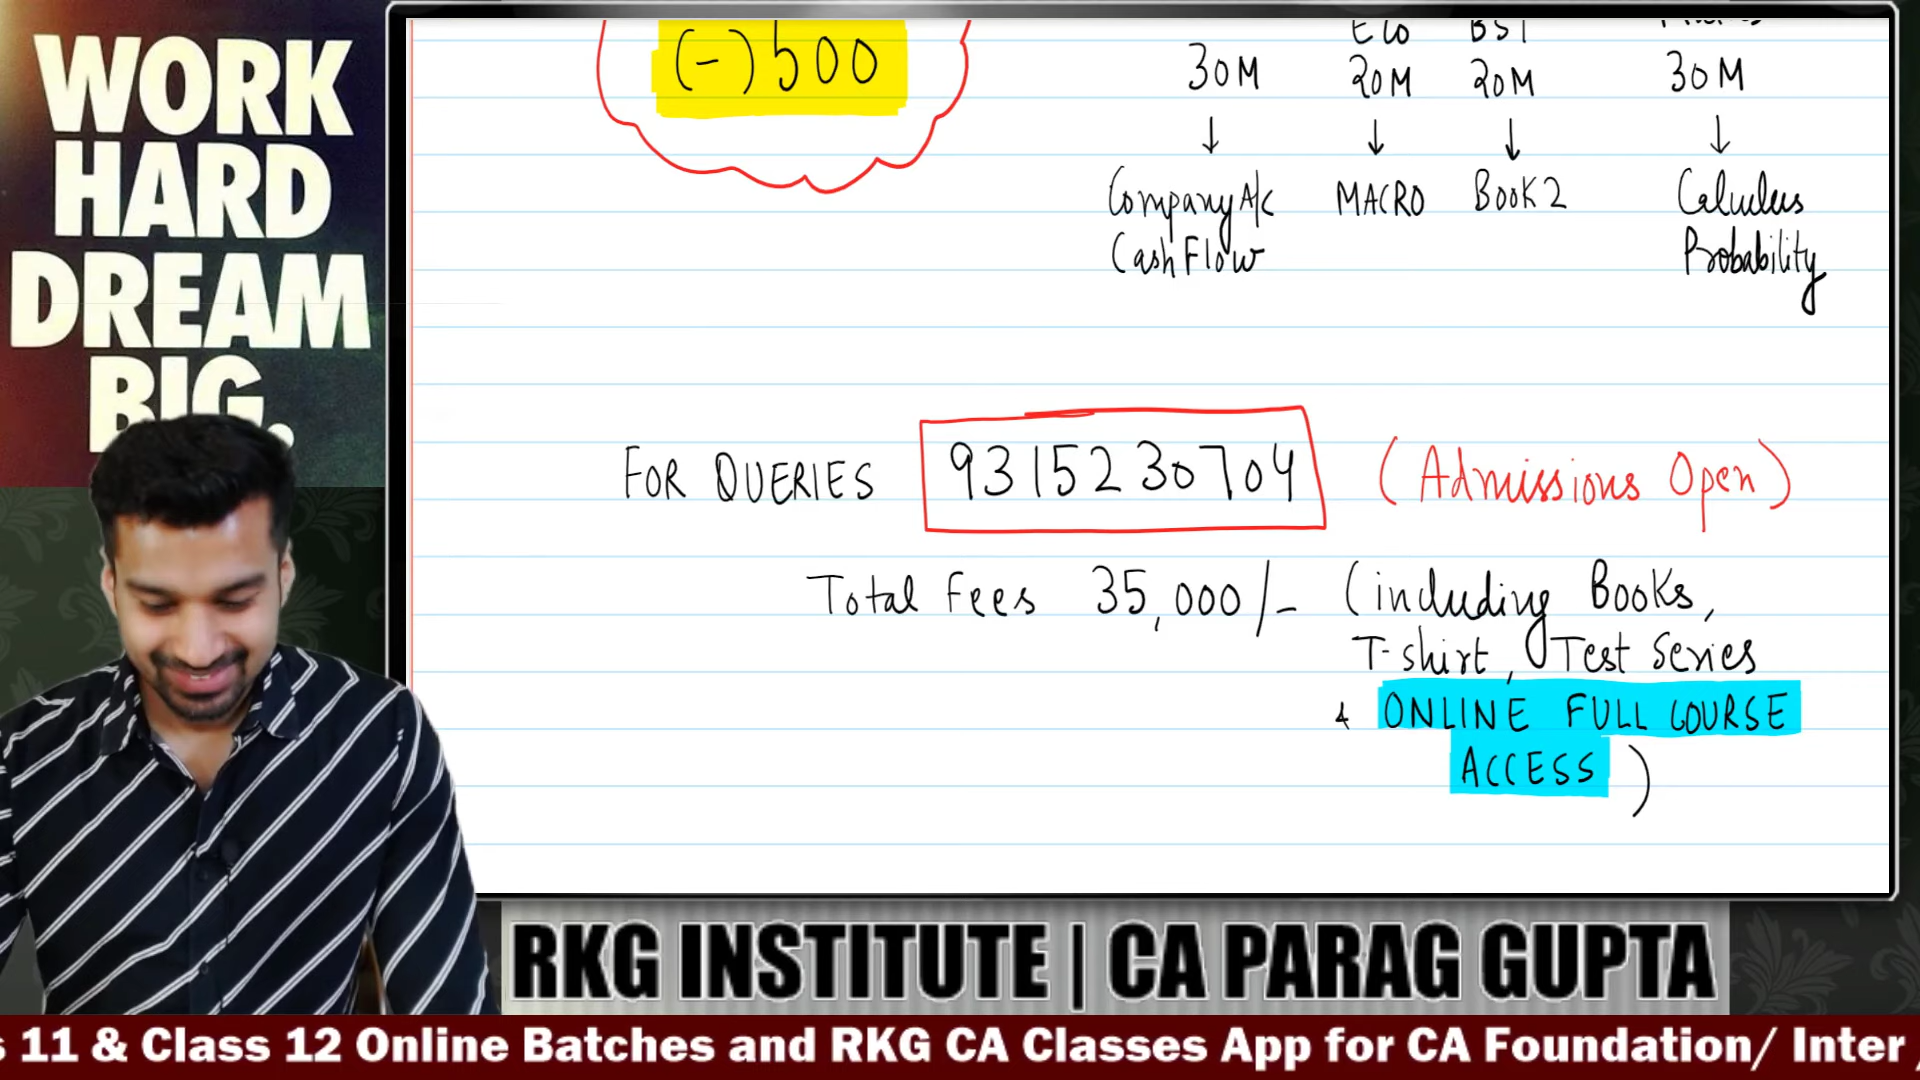 WORK
HARD
DREAM
BIG.
(-) 500
Eco BST
30M 20M 20M 30M
↓ ↓ ↓ ↓
Company A/c MACRO BOOK 2 Calculus
Cash Flow Probability
FOR QUERIES 9315230704 (Admissions Open)
Total Fees 35,000/- (including Books,
T-shirt, Test Series
& ONLINE FULL COURSE
ACCESS)
RKG INSTITUTE | CA PARAG GUPTA
s 11 & Class 12 Online Batches and RKG CA Classes App for CA Foundation/ Inter